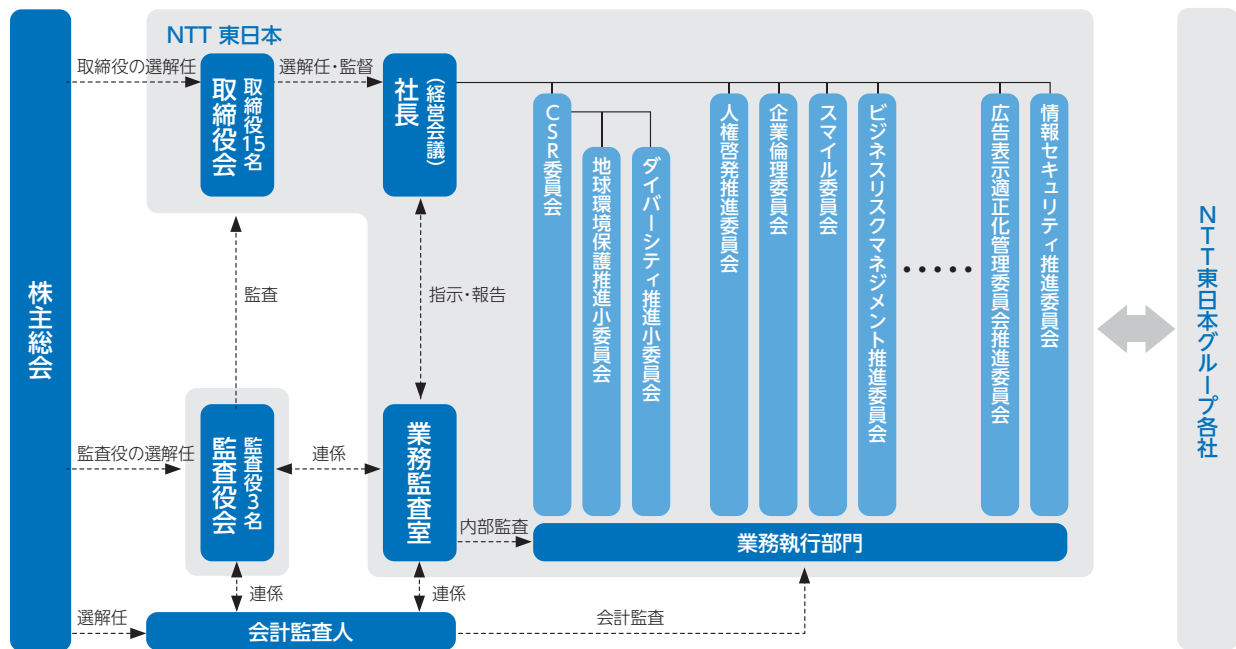 NTT 東日本
株主総会
取締役の選解任
取締役会
取締役15名
選解任・監督
社長
（経営会議）
CSR委員会
地球環境保護推進小委員会
ダイバーシティ推進小委員会
人権啓発推進委員会
企業倫理委員会
スマイル委員会
ビジネスリスクマネジメント推進委員会
・・・・・
広告表示適正化管理委員会推進委員会
情報セキュリティ推進委員会
NTT東日本グループ各社
監査
指示・報告
監査役の選解任
監査役会
監査役3名
連係
業務監査室
内部監査
業務執行部門
連係
連係
選解任
会計監査人
会計監査